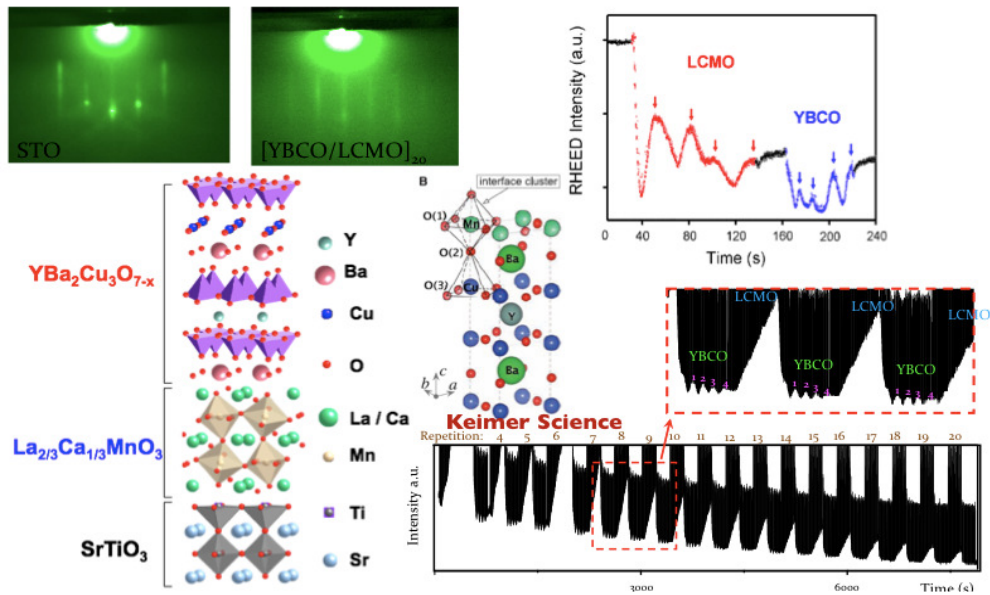 STO
[YBCO/LCMO]₂₀
RHEED Intensity (a.u.)
LCMO
YBCO
0 40 80 120 160 200 240
Time (s)
YBa₂Cu₃O₇₋ₓ
La₂/₃Ca₁/₃MnO₃
SrTiO₃
Y
Ba
Cu
O
La / Ca
Mn
Ti
Sr
B
interface cluster
O(1)
Mn
O(2)
Ba
O(3)
Cu
Y
Ba
b
c
a
Keimer Science
LCMO
LCMO
LCMO
YBCO
1 2 3 4
YBCO
1 2 3 4
YBCO
1 2 3 4
Repetition: 4 5 6 7 8 9 10 11 12 13 14 15 16 17 18 19 20
Intensity a.u.
3000 6000 Time (s)